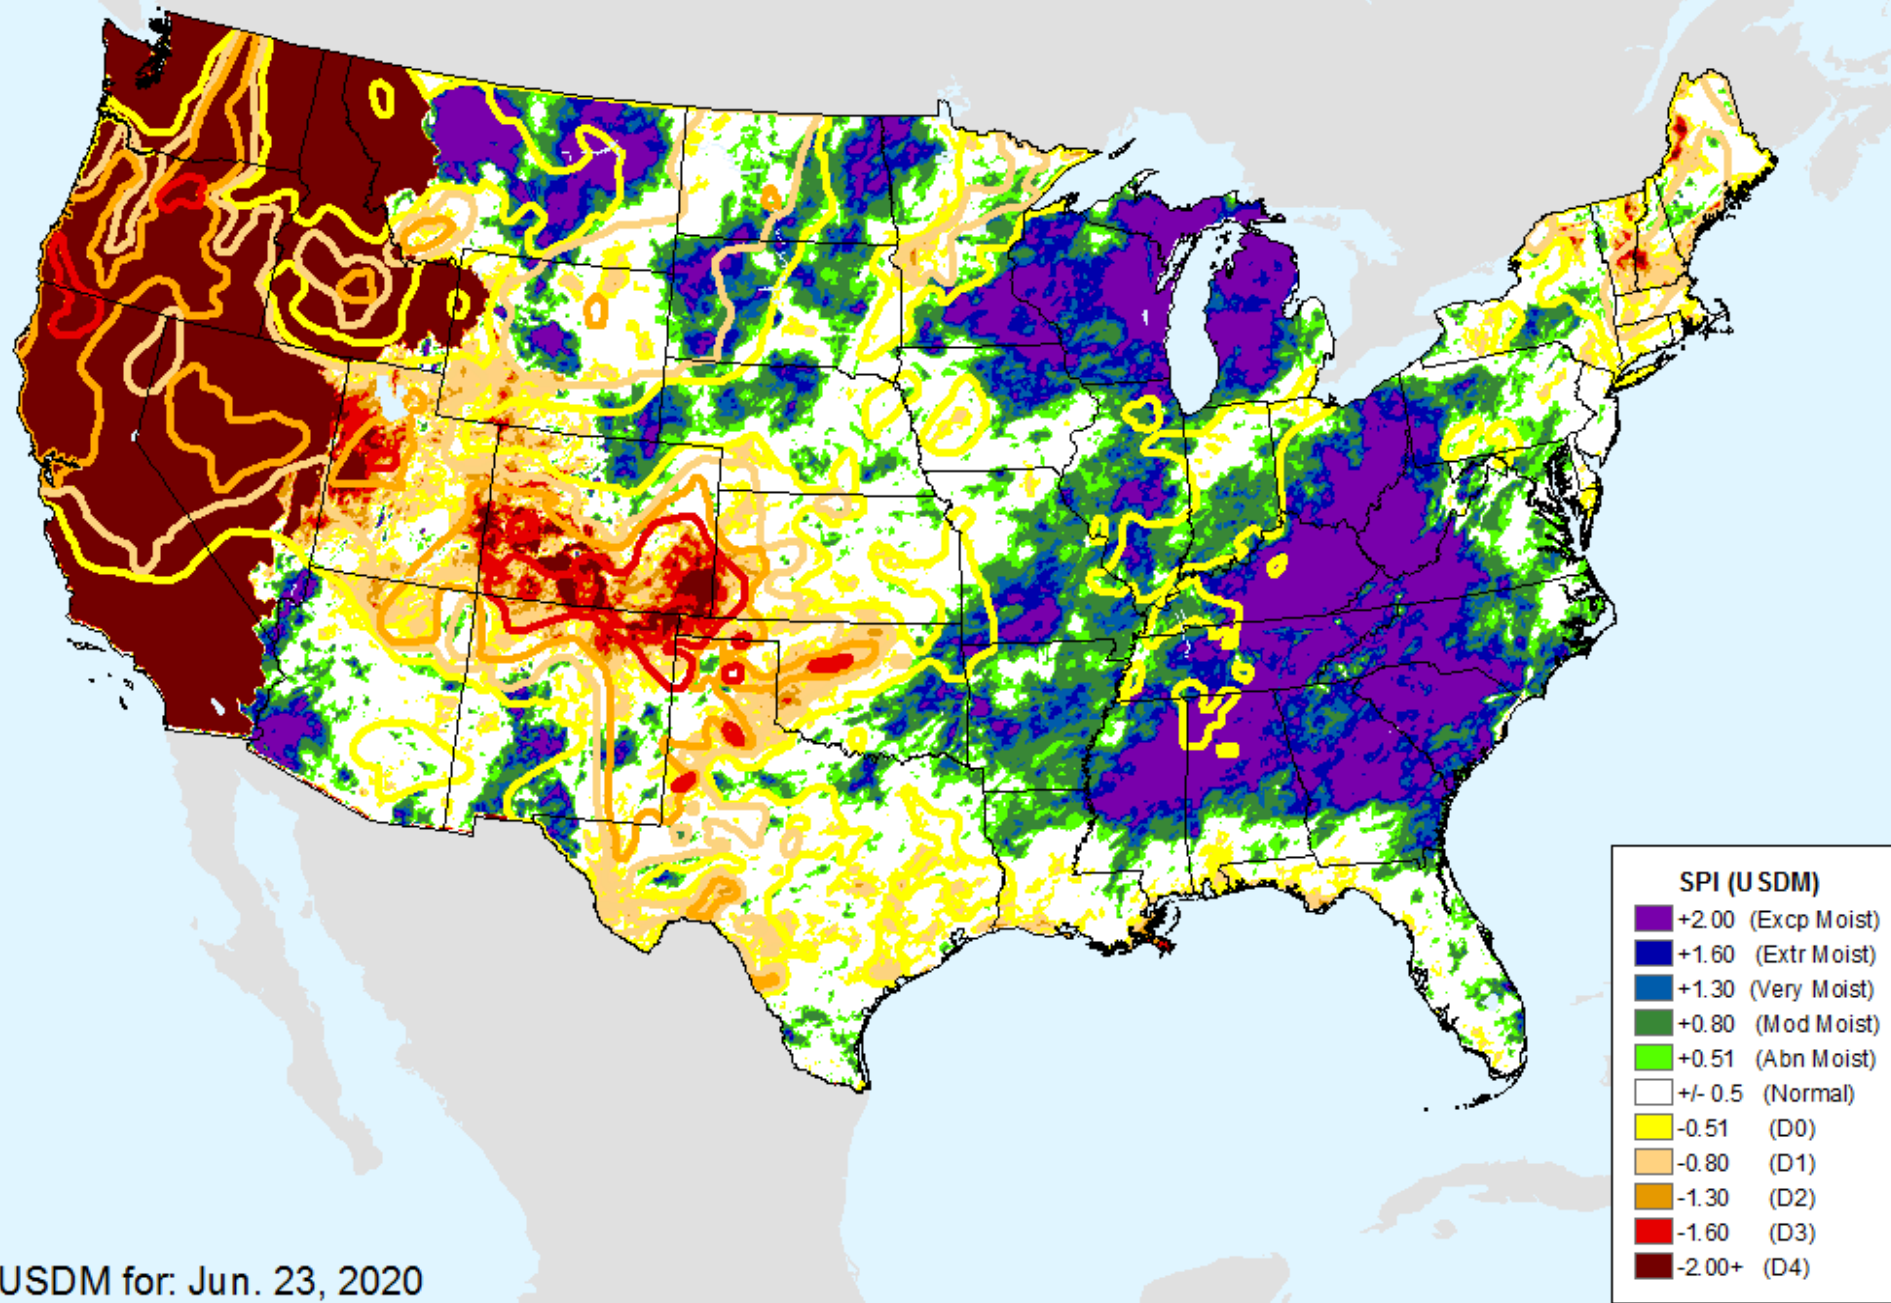 SPI (USDM)
+2.00 (Excp Moist)
+1.60 (Extr Moist)
+1.30 (Very Moist)
+0.80 (Mod Moist)
+0.51 (Abn Moist)
+/- 0.5 (Normal)
-0.51 (D0)
-0.80 (D1)
-1.30 (D2)
-1.60 (D3)
-2.00+ (D4)
USDM for: Jun. 23, 2020